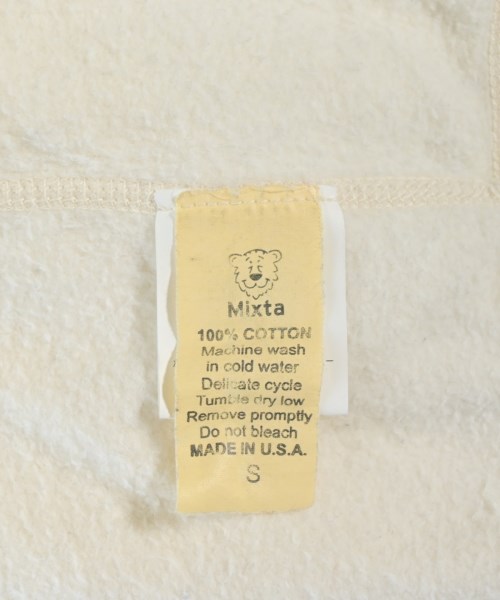 Mixta
100% COTTON
Machine wash
in cold water
Delicate cycle
Tumble dry low
Remove promptly
Do not bleach
MADE IN U.S.A.
S